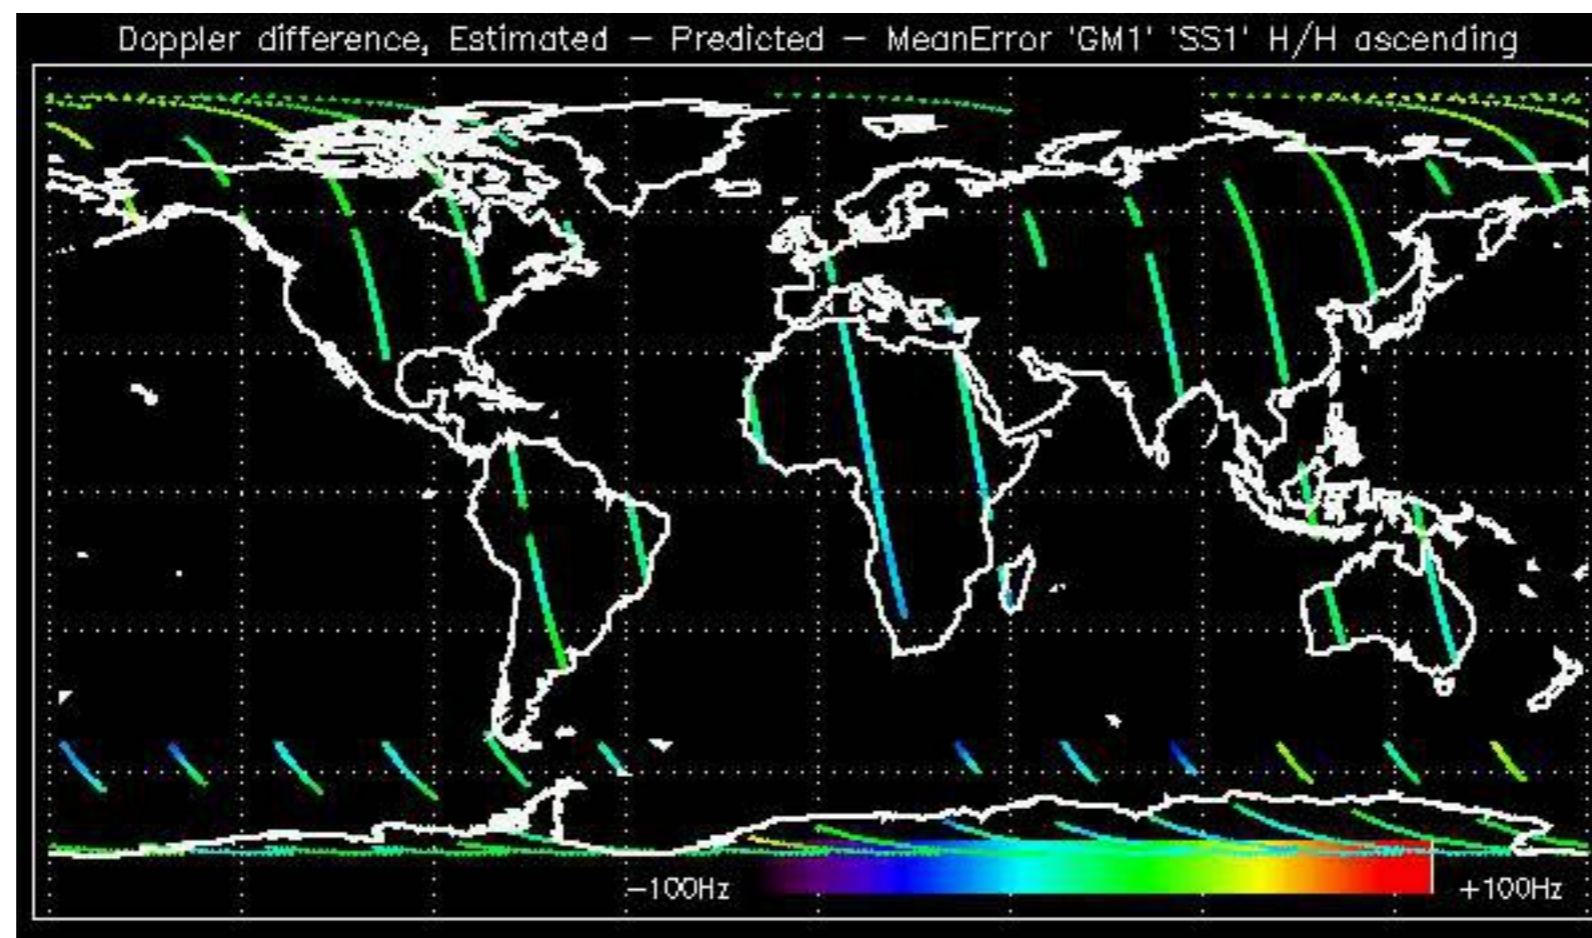 Doppler difference, Estimated − Predicted − MeanError 'GM1' 'SS1' H/H ascending
−100Hz +100Hz